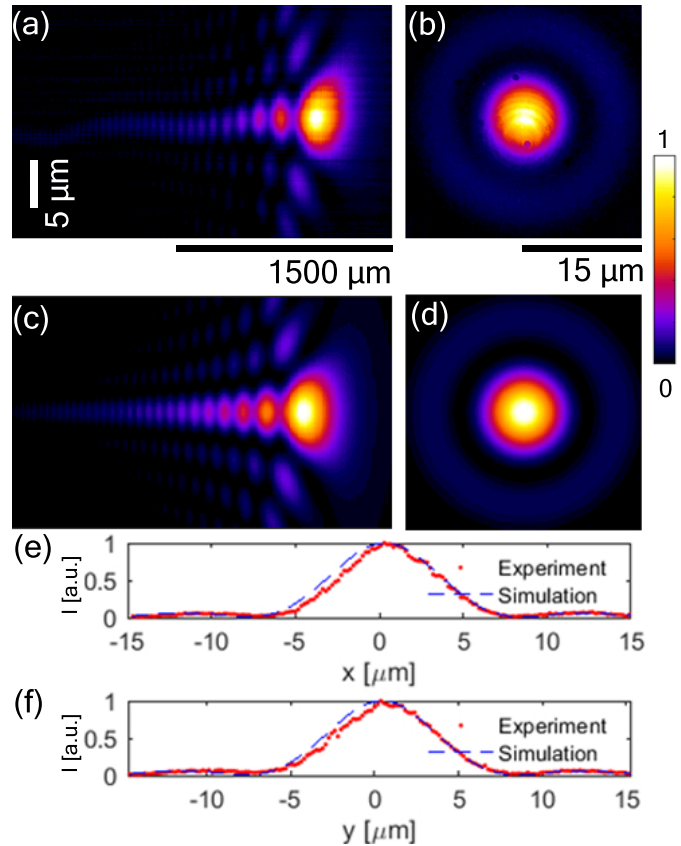 (a)
(b)
5 μm
1
1500 μm
15 μm
(c)
(d)
0
(e)
I [a.u.]
1
0.5
0
Experiment
Simulation
-15
-10
-5
0
5
10
15
x [μm]
(f)
I [a.u.]
1
0.5
0
Experiment
Simulation
-10
-5
0
5
10
15
y [μm]